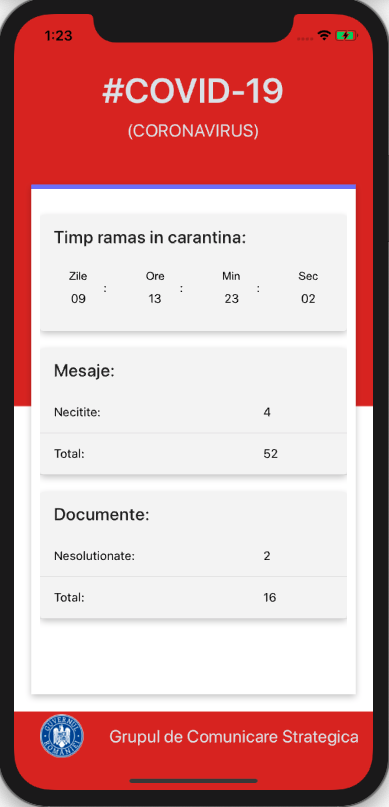 1:23
#COVID-19
(CORONAVIRUS)
Timp ramas in carantina:
Zile : Ore : Min : Sec
09 13 23 02
Mesaje:
Necitite: 4
Total: 52
Documente:
Nesolutionate: 2
Total: 16
GUVERNUL ROMÂNIEI
Grupul de Comunicare Strategica